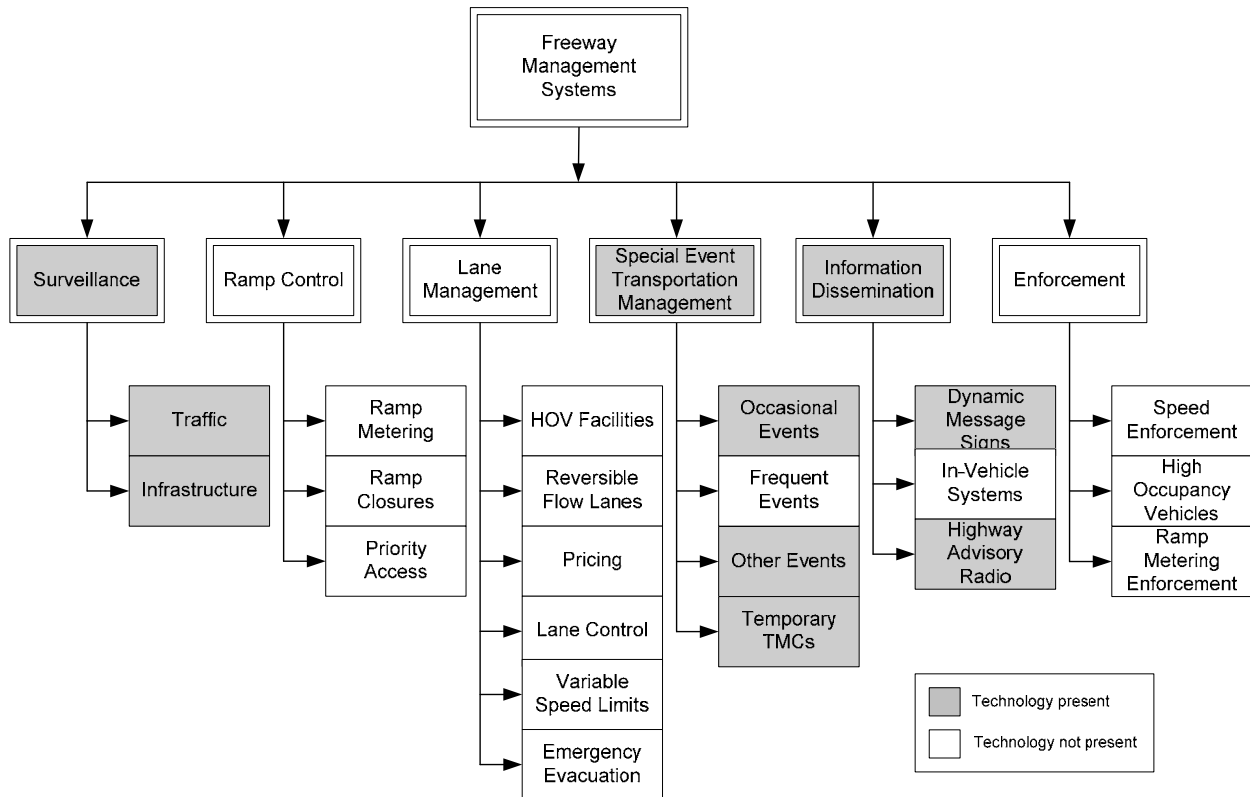 Freeway
Management
Systems
Surveillance
Ramp Control
Lane
Management
Special Event
Transportation
Management
Information
Dissemination
Enforcement
Traffic
Infrastructure
Ramp
Metering
Ramp
Closures
Priority
Access
HOV Facilities
Reversible
Flow Lanes
Pricing
Lane Control
Variable
Speed Limits
Emergency
Evacuation
Occasional
Events
Frequent
Events
Other Events
Temporary
TMCs
Dynamic
Message
Signs
In-Vehicle
Systems
Highway
Advisory
Radio
Speed
Enforcement
High
Occupancy
Vehicles
Ramp
Metering
Enforcement
Technology present
Technology not present